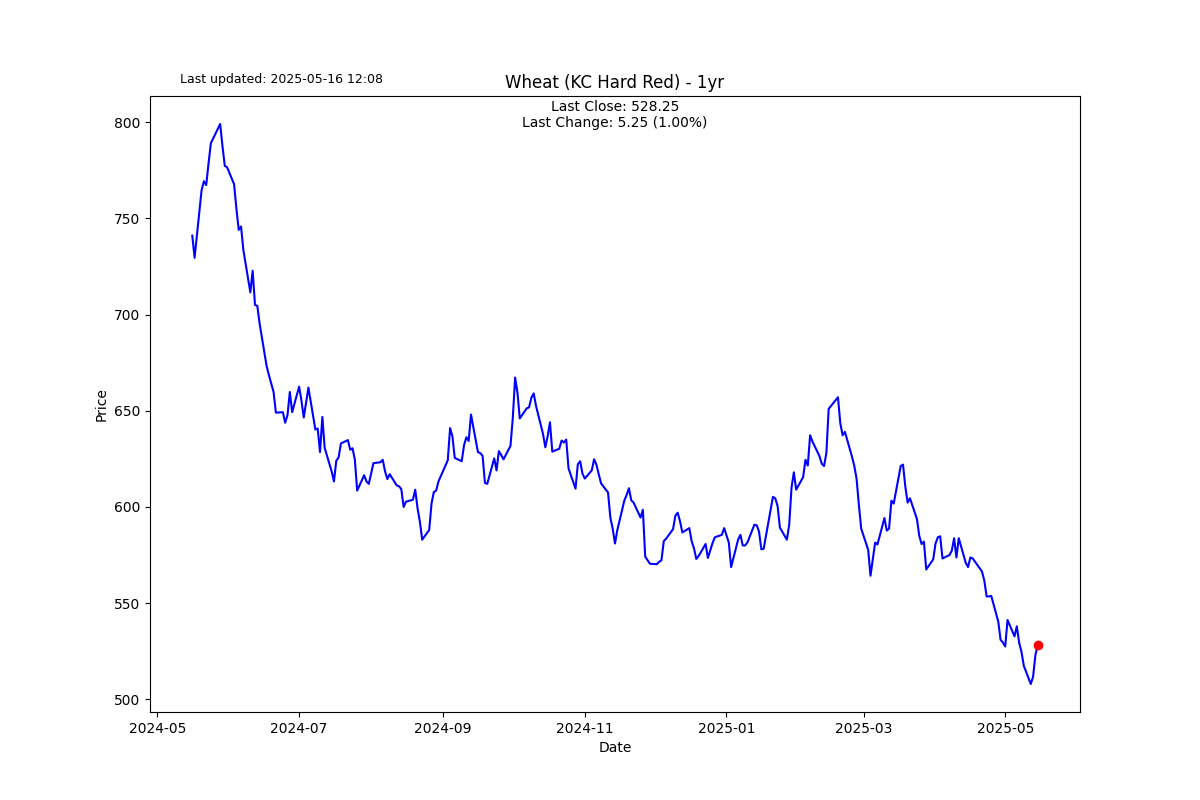 Last updated: 2025-05-16 12:08
Wheat (KC Hard Red) - 1yr
Last Close: 528.25
Last Change: 5.25 (1.00%)
800
750
700
650
600
550
500
Price
2024-05
2024-07
2024-09
2024-11
2025-01
2025-03
2025-05
Date